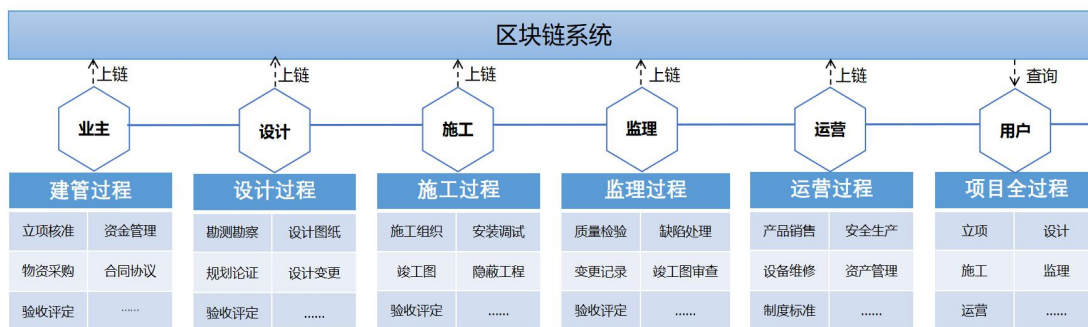 区块链系统
上链 上链 上链 上链 上链 查询
业主 设计 施工 监理 运营 用户
建管过程 设计过程 施工过程 监理过程 运营过程 项目全过程
立项核准 资金管理 勘测勘察 设计图纸 施工组织 安装调试 质量检验 缺陷处理 产品销售 安全生产 立项 设计
物资采购 合同协议 规划论证 设计变更 竣工图 隐蔽工程 变更记录 竣工图审查 设备维修 资产管理 施工 监理
验收评定 ...... 验收评定 ...... 验收评定 ...... 验收评定 ...... 制度标准 ...... 运营 ......